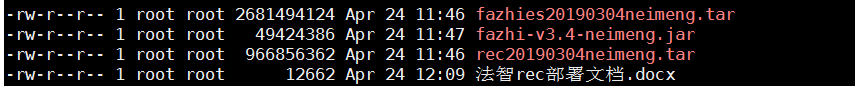 -rw-r--r-- 1 root root 2681494124 Apr 24 11:46 fazhies20190304neimeng.tar
-rw-r--r-- 1 root root 49424386 Apr 24 11:47 fazhi-v3.4-neimeng.jar
-rw-r--r-- 1 root root 966856362 Apr 24 11:46 rec20190304neimeng.tar
-rw-r--r-- 1 root root 12662 Apr 24 12:09 法智rec部署文档.docx